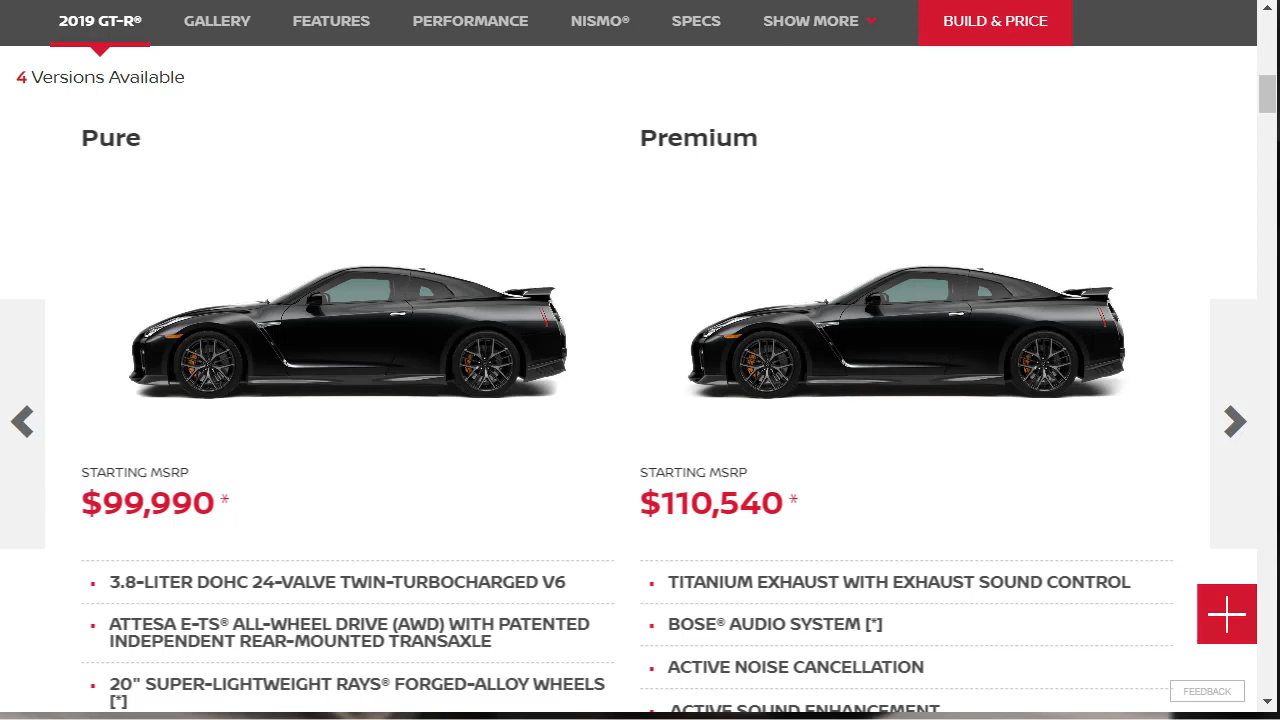 2019 GT-R®
GALLERY
FEATURES
PERFORMANCE
NISMO®
SPECS
SHOW MORE
BUILD & PRICE
4 Versions Available
Pure
STARTING MSRP
$99,990 *
3.8-LITER DOHC 24-VALVE TWIN-TURBOCHARGED V6
ATTESA E-TS® ALL-WHEEL DRIVE (AWD) WITH PATENTED
INDEPENDENT REAR-MOUNTED TRANSAXLE
20" SUPER-LIGHTWEIGHT RAYS® FORGED-ALLOY WHEELS
[*]
Premium
STARTING MSRP
$110,540 *
TITANIUM EXHAUST WITH EXHAUST SOUND CONTROL
BOSE® AUDIO SYSTEM [*]
ACTIVE NOISE CANCELLATION
ACTIVE SOUND ENHANCEMENT
FEEDBACK